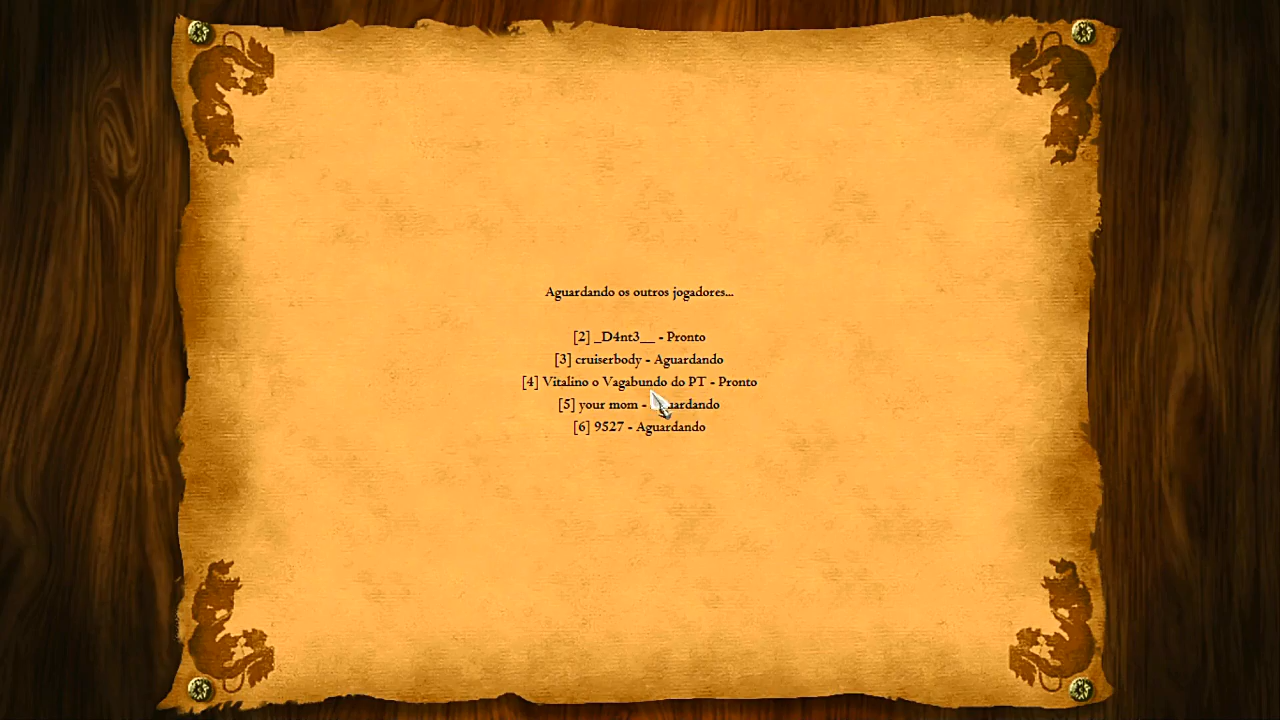 Aguardando os outros jogadores...
[2] _D4nt3__ - Pronto
[3] cruiserbody - Aguardando
[4] Vitalino o Vagabundo do PT - Pronto
[5] your mom - Aguardando
[6] 9527 - Aguardando